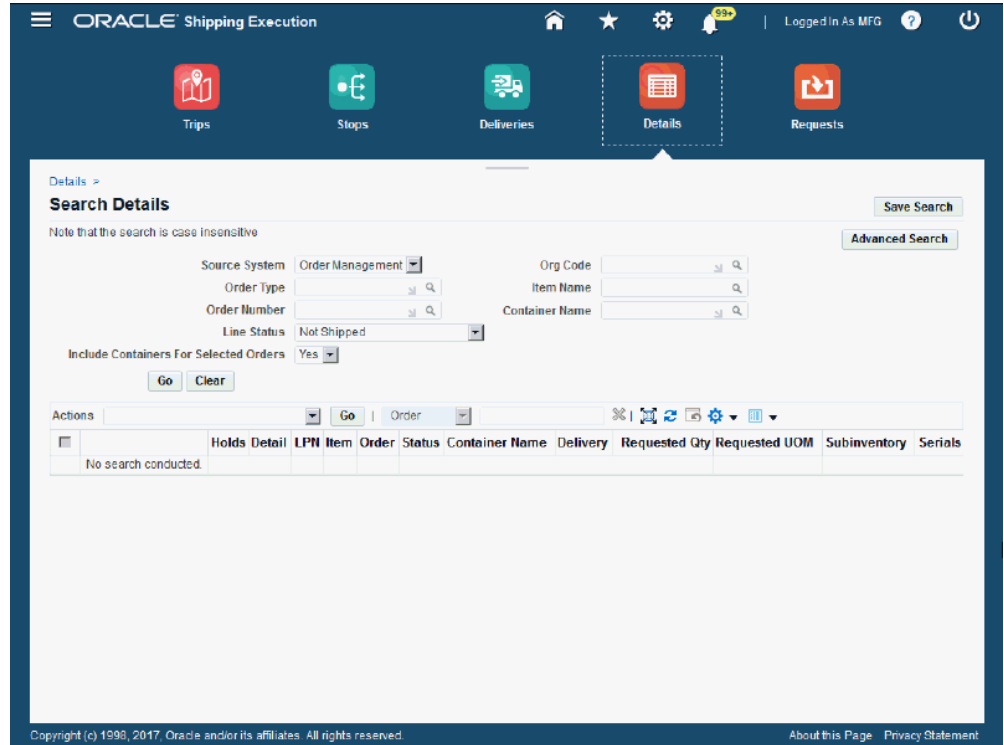 ORACLE Shipping Execution 99+ | Logged In As MFG ?
Trips Stops Deliveries Details Requests
Details >
Search Details Save Search
Note that the search is case insensitive Advanced Search
Source System Order Management Org Code
Order Type Item Name
Order Number Container Name
Line Status Not Shipped
Include Containers For Selected Orders Yes
Go Clear
Actions Go | Order
Holds Detail LPN Item Order Status Container Name Delivery Requested Qty Requested UOM Subinventory Serials
No search conducted.
Copyright (c) 1998, 2017, Oracle and/or its affiliates. All rights reserved. About this Page Privacy Statement